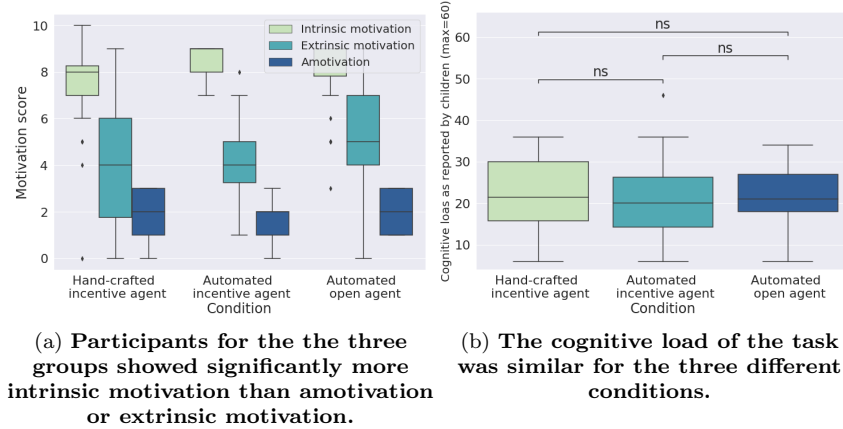 10
8
6
4
2
0
Motivation score
Intrinsic motivation
Extrinsic motivation
Amotivation
Hand-crafted
incentive agent
Automated
incentive agent
Automated
open agent
Condition
(a) Participants for the the three
groups showed significantly more
intrinsic motivation than amotivation
or extrinsic motivation.
Cognitive loas as reported by children (max=60)
60
50
40
30
20
10
ns
ns
ns
Hand-crafted
incentive agent
Automated
incentive agent
Automated
open agent
Condition
(b) The cognitive load of the task
was similar for the three different
conditions.